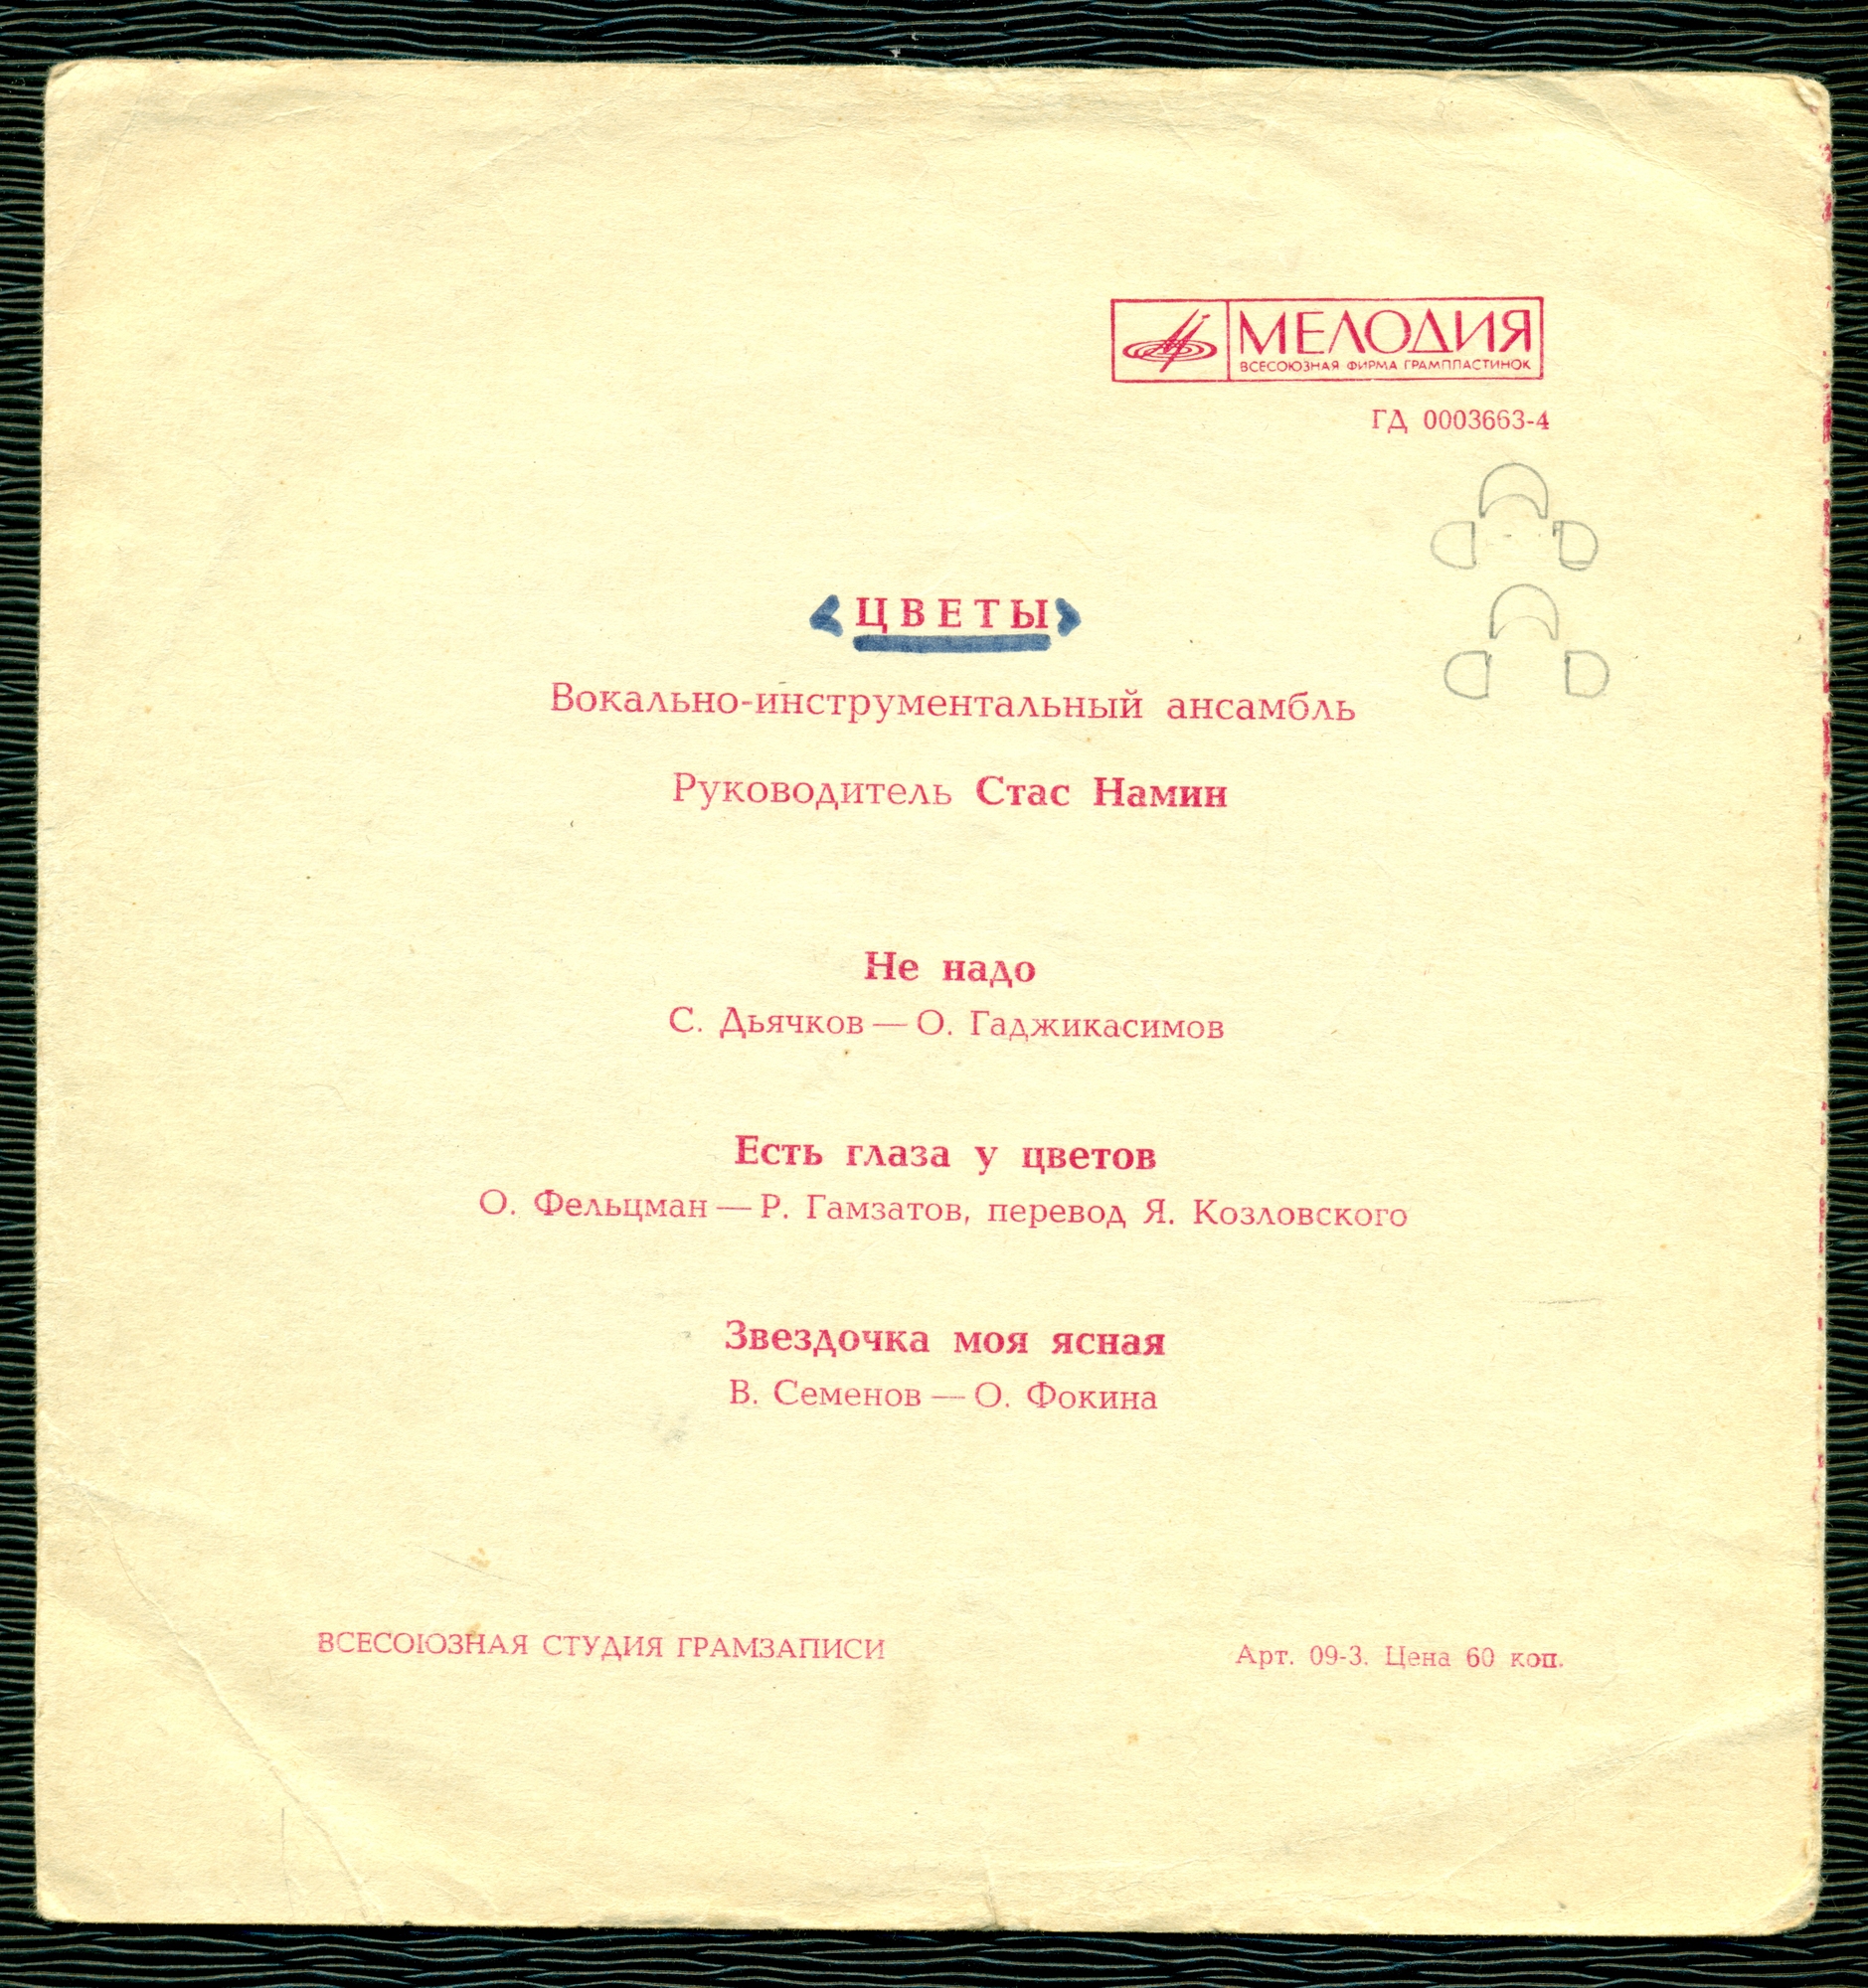 МЕЛОДИЯ
ВСЕСОЮЗНАЯ ФИРМА ГРАМПЛАСТИНОК
ГД 0003663-4
<ЦВЕТЫ>
Вокально-инструментальный ансамбль
Руководитель Стас Намин
Не надо
С. Дьячков — О. Гаджикасимов
Есть глаза у цветов
О. Фельцман — Р. Гамзатов, перевод Я. Козловского
Звездочка моя ясная
В. Семенов — О. Фокина
ВСЕСОЮЗНАЯ СТУДИЯ ГРАМЗАПИСИ
Арт. 09-3. Цена 60 коп.